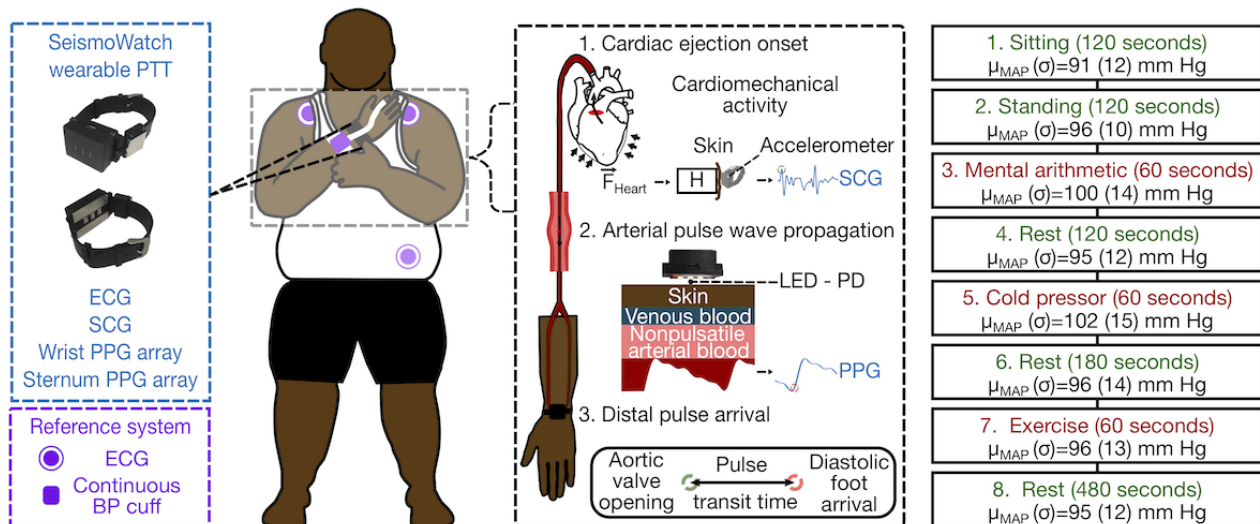 SeismoWatch
wearable PTT
ECG
SCG
Wrist PPG array
Sternum PPG array
Reference system
ECG
Continuous
BP cuff
1. Cardiac ejection onset
Cardiomechanical
activity
Skin
Accelerometer
F⃗Heart
H
SCG
2. Arterial pulse wave propagation
LED - PD
Skin
Venous blood
Nonpulsatile
arterial blood
PPG
3. Distal pulse arrival
Aortic
valve
opening
Pulse
transit time
Diastolic
foot
arrival
1. Sitting (120 seconds)
μMAP (σ)=91 (12) mm Hg
2. Standing (120 seconds)
μMAP (σ)=96 (10) mm Hg
3. Mental arithmetic (60 seconds)
μMAP (σ)=100 (14) mm Hg
4. Rest (120 seconds)
μMAP (σ)=95 (12) mm Hg
5. Cold pressor (60 seconds)
μMAP (σ)=102 (15) mm Hg
6. Rest (180 seconds)
μMAP (σ)=96 (14) mm Hg
7. Exercise (60 seconds)
μMAP (σ)=96 (13) mm Hg
8. Rest (480 seconds)
μMAP (σ)=95 (12) mm Hg